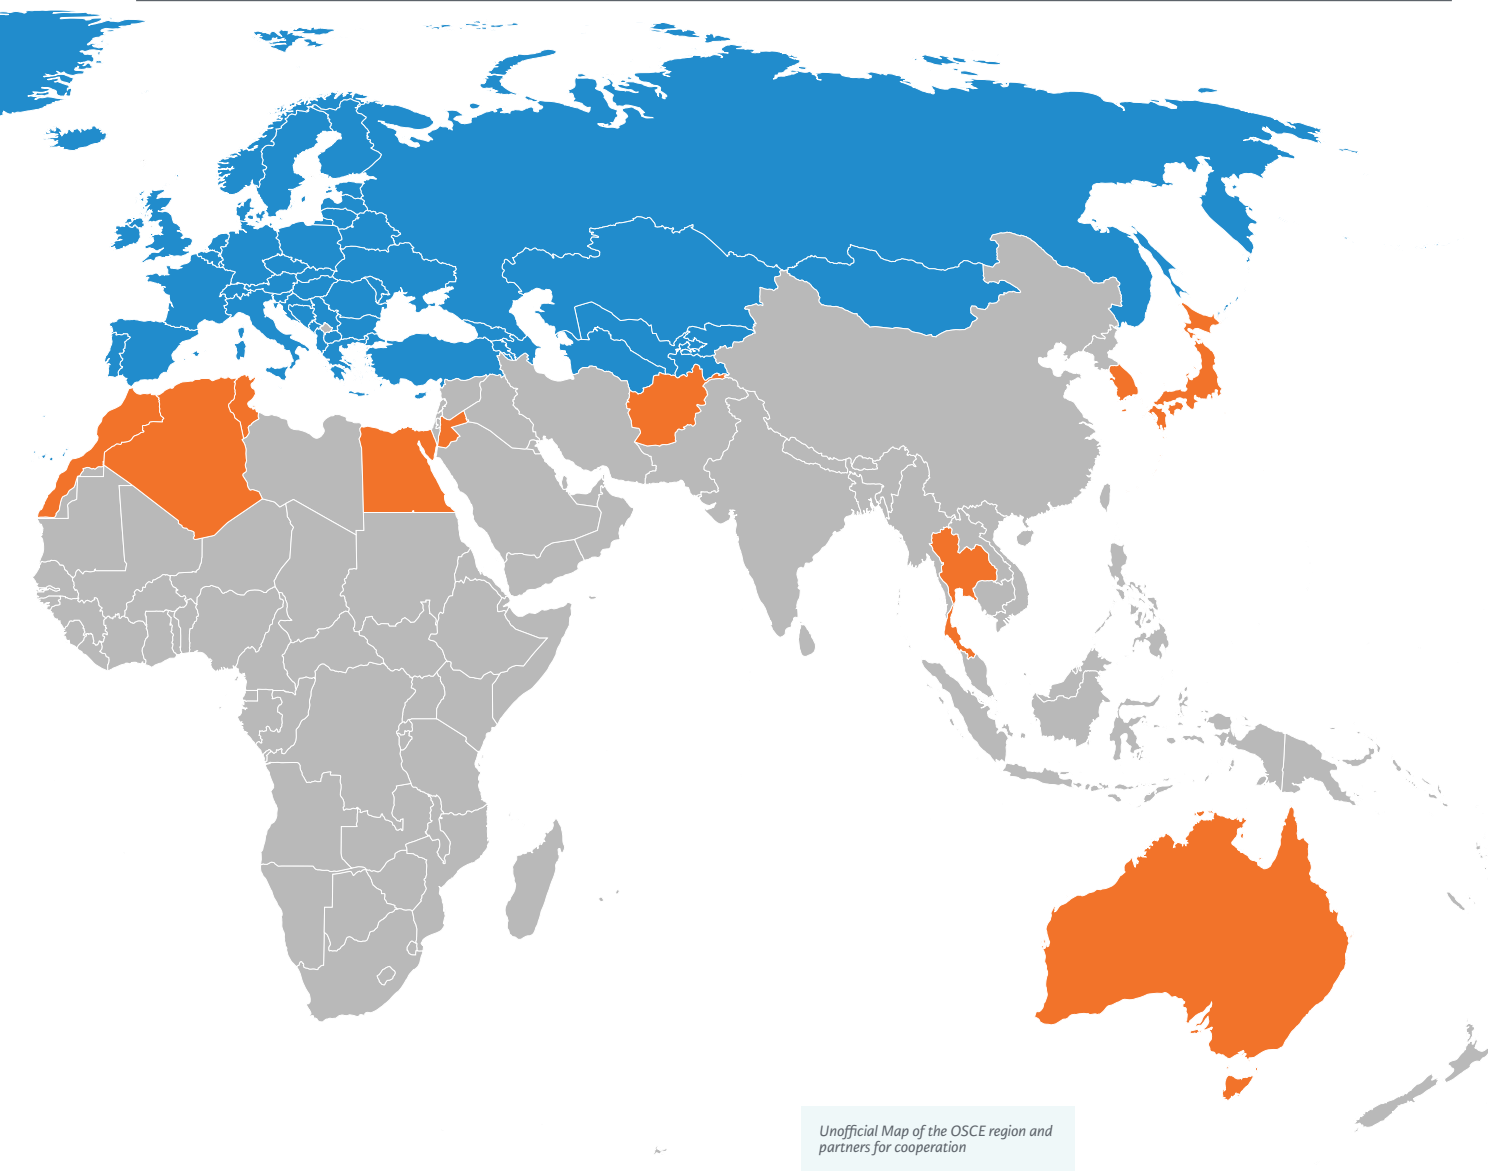 Unofficial Map of the OSCE region and
partners for cooperation